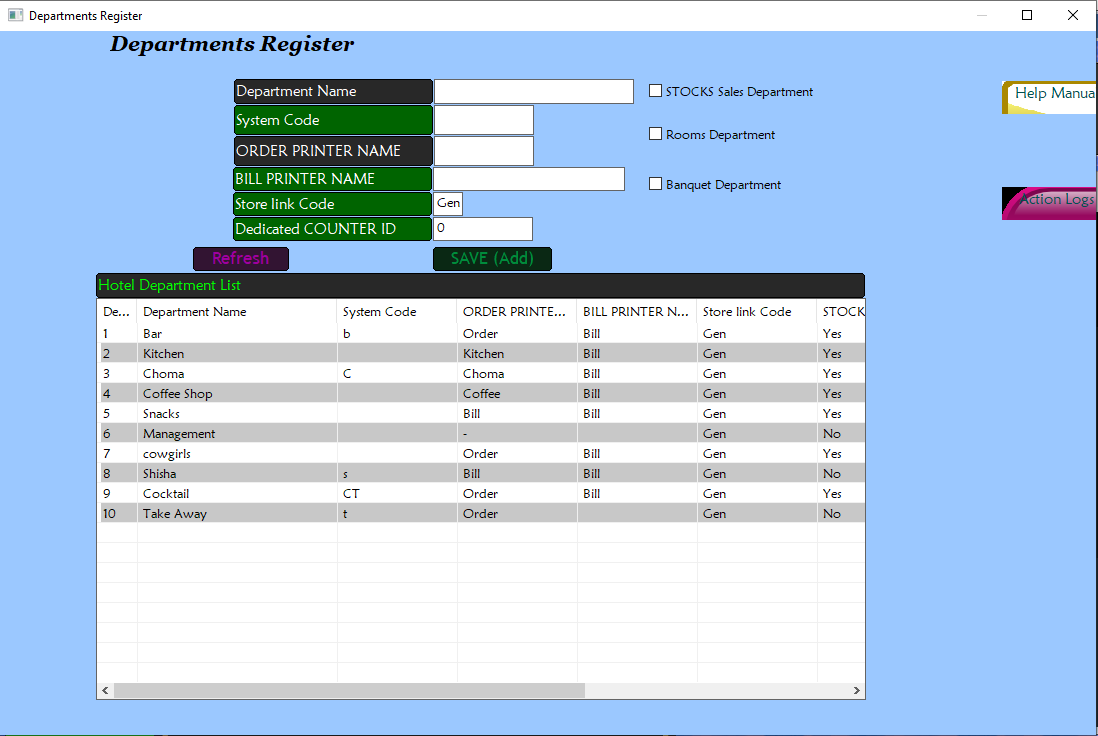 Departments Register
Departments Register
Department Name
STOCKS Sales Department
Help Manua
System Code
Rooms Department
ORDER PRINTER NAME
BILL PRINTER NAME
Banquet Department
Store link Code Gen
Action Logs
Dedicated COUNTER ID 0
Refresh SAVE (Add)
Hotel Department List
De... Department Name System Code ORDER PRINTE... BILL PRINTER N... Store link Code STOCK
1 Bar b Order Bill Gen Yes
2 Kitchen Kitchen Bill Gen Yes
3 Choma C Choma Bill Gen Yes
4 Coffee Shop Coffee Bill Gen Yes
5 Snacks Bill Bill Gen Yes
6 Management - Gen No
7 cowgirls Order Bill Gen Yes
8 Shisha s Bill Bill Gen No
9 Cocktail CT Order Bill Gen Yes
10 Take Away t Order Gen No